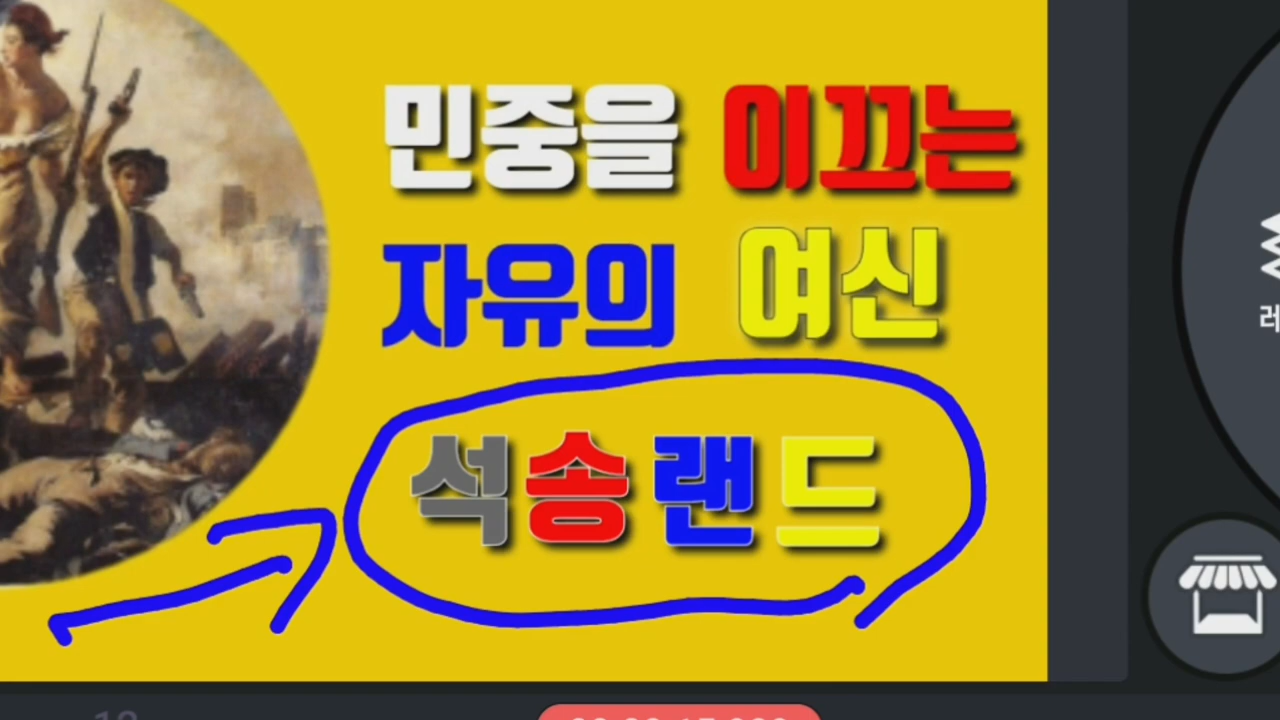 민중을 이끄는
자유의 여신
석송랜드